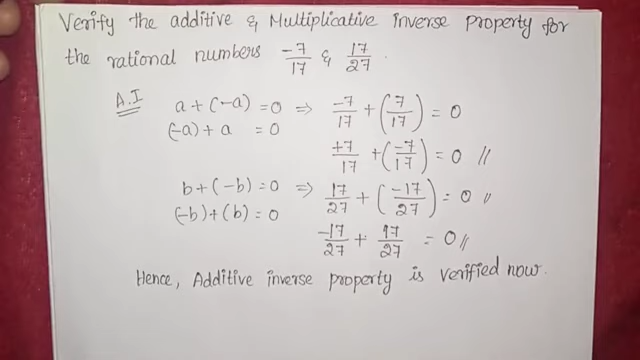 Verify the additive & Multiplicative inverse property for
the rational numbers -7/17 & 17/27.
A.I a+(-a)=0 ⇒ -7/17 + (7/17) = 0
(-a)+a = 0
+7/17 + (-7/17) = 0 //
b+(-b)=0 ⇒ 17/27 + (-17/27) = 0 //
(-b)+(b)=0
-17/27 + 17/27 = 0 //
Hence, Additive inverse property is verified now.